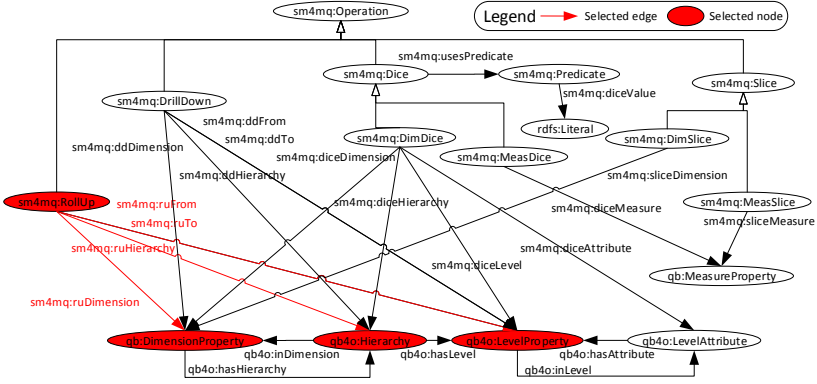 sm4mq:Operation
Legend
Selected edge
Selected node
sm4mq:usesPredicate
sm4mq:Dice
sm4mq:Predicate
sm4mq:Slice
sm4mq:diceValue
sm4mq:DrillDown
sm4mq:ddFrom
rdfs:Literal
sm4mq:ddTo
sm4mq:DimDice
sm4mq:DimSlice
sm4mq:ddDimension
sm4mq:diceDimension
sm4mq:MeasDice
sm4mq:ddHierarchy
sm4mq:sliceDimension
sm4mq:RollUp
sm4mq:ruFrom
sm4mq:diceHierarchy
sm4mq:MeasSlice
sm4mq:diceMeasure
sm4mq:ruTo
sm4mq:sliceMeasure
sm4mq:ruHierarchy
sm4mq:diceAttribute
sm4mq:diceLevel
qb:MeasureProperty
sm4mq:ruDimension
qb:DimensionProperty
qb4o:Hierarchy
qb4o:LevelProperty
qb4o:LevelAttribute
qb4o:inDimension
qb4o:hasLevel
qb4o:hasAttribute
qb4o:hasHierarchy
qb4o:inLevel